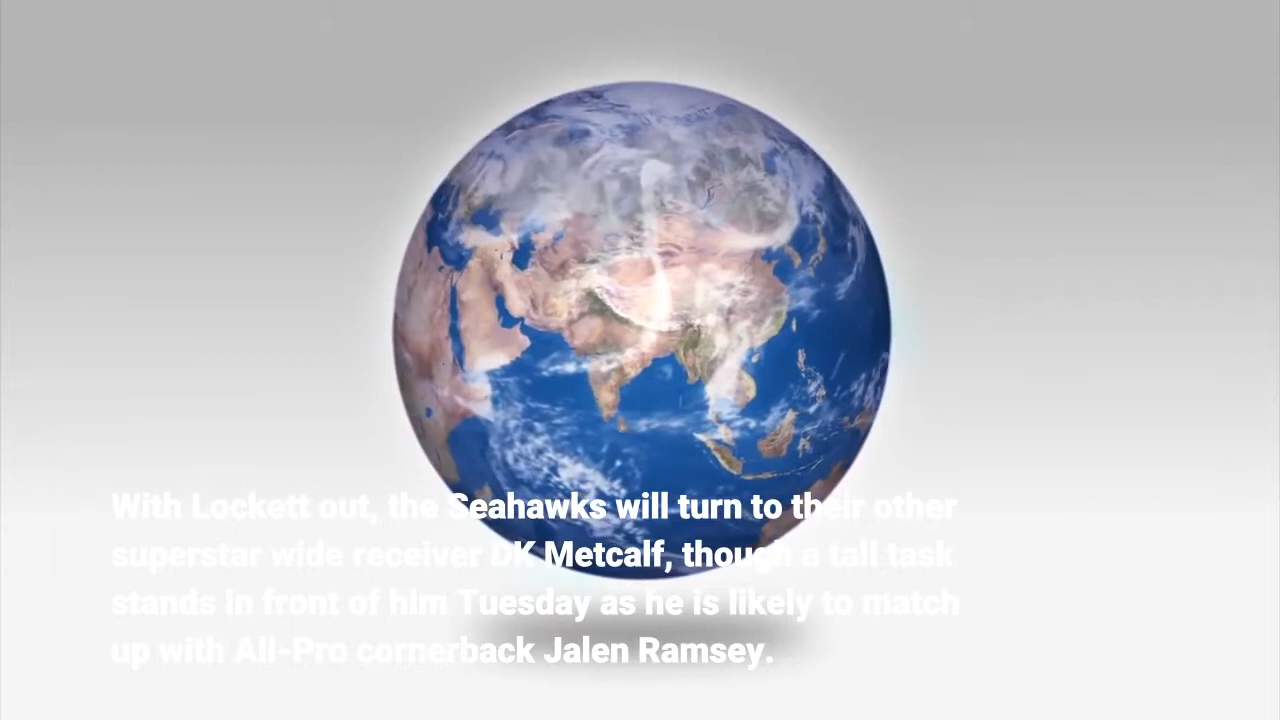 With Lockett out, the Seahawks will turn to their other
superstar wide receiver DK Metcalf, though a tall task
stands in front of him Tuesday as he is likely to match
up with All-Pro cornerback Jalen Ramsey.